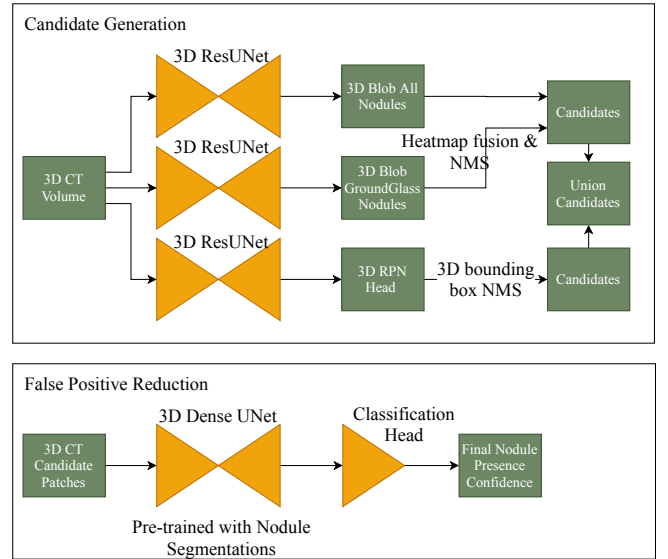 Candidate Generation
3D ResUNet
3D Blob All
Nodules
Candidates
3D ResUNet
Heatmap fusion &
NMS
3D CT
Volume
3D Blob
GroundGlass
Nodules
Union
Candidates
3D ResUNet
3D RPN
Head
3D bounding
box NMS
Candidates
False Positive Reduction
3D Dense UNet
Classification
Head
3D CT
Candidate
Patches
Final Nodule
Presence
Confidence
Pre-trained with Nodule
Segmentations